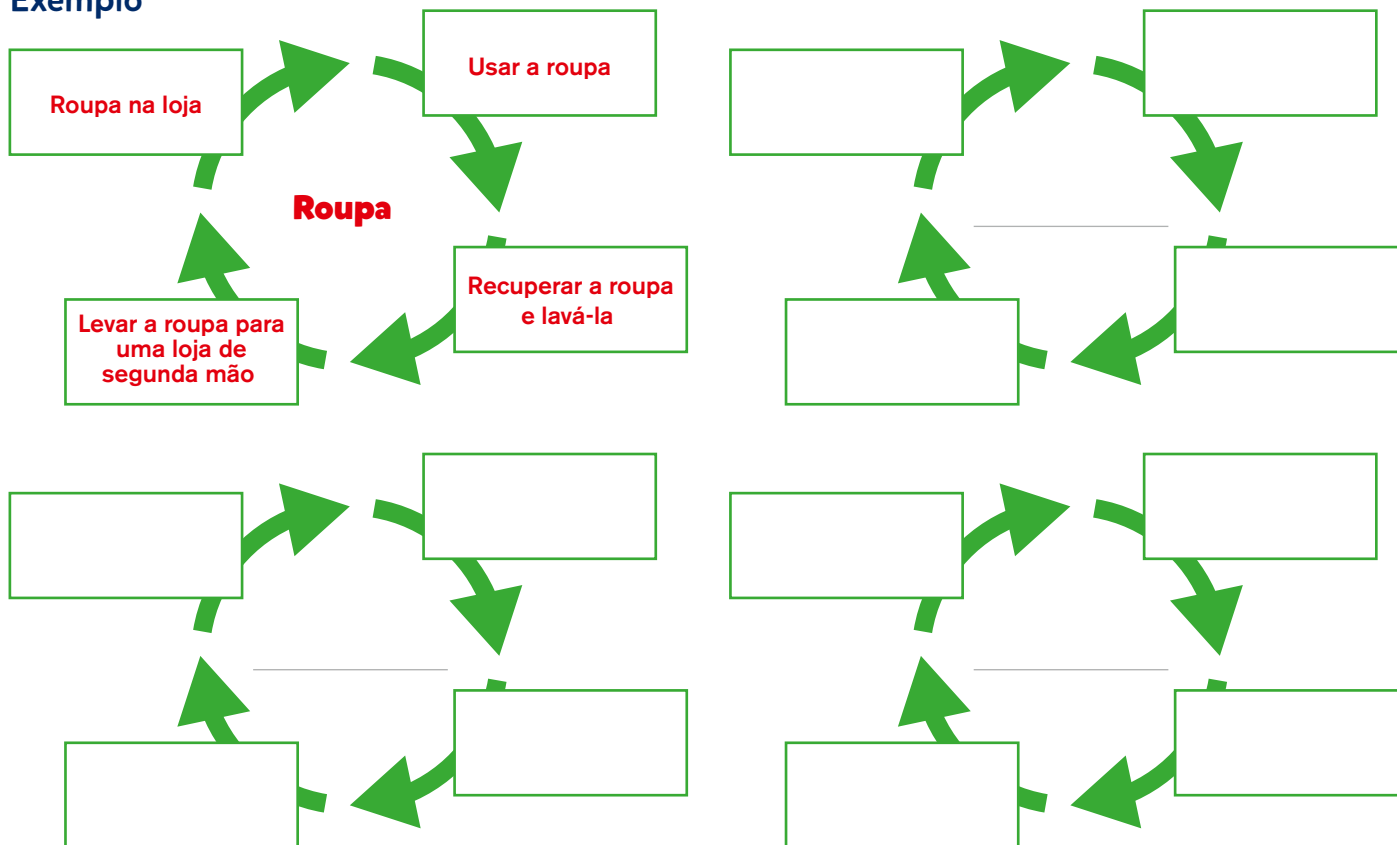 Exemplo
Roupa na loja
Usar a roupa
Roupa
Recuperar a roupa
e lavá-la
Levar a roupa para
uma loja de
segunda mão